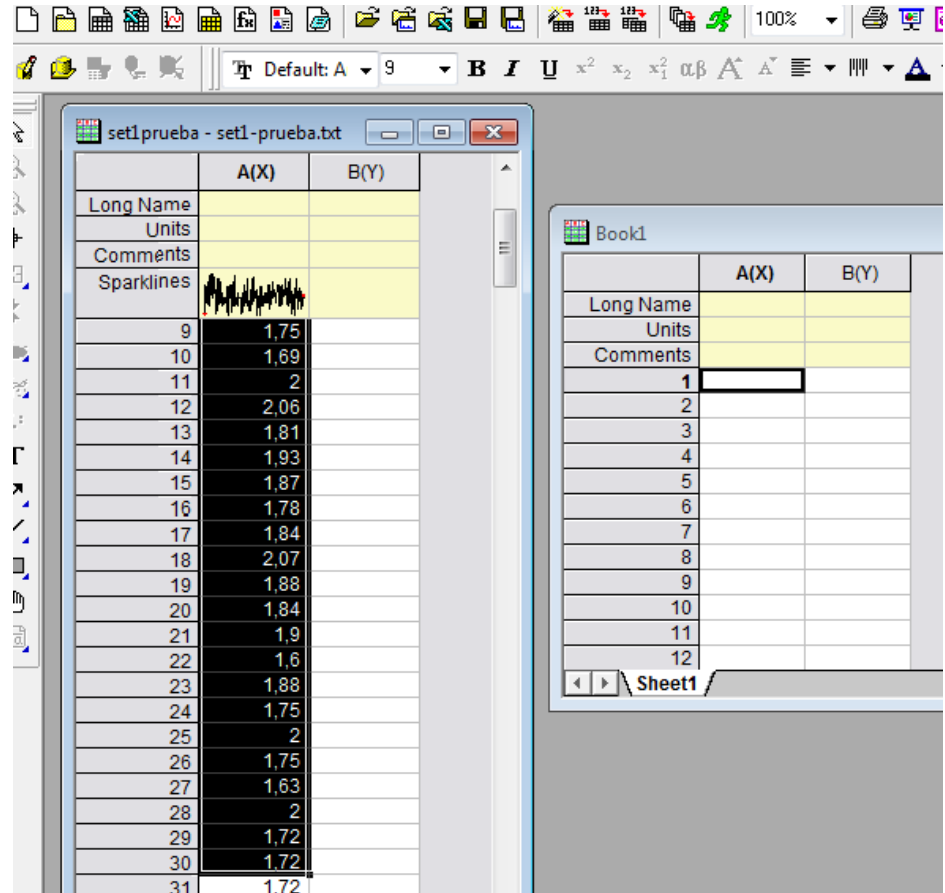 100%
Default: A 9 B I U x² x₂ x₁² αβ A A A
set1prueba - set1-prueba.txt
A(X) B(Y)
Long Name
Units
Comments
Sparklines
9 1,75
10 1,69
11 2
12 2,06
13 1,81
14 1,93
15 1,87
16 1,78
17 1,84
18 2,07
19 1,88
20 1,84
21 1,9
22 1,6
23 1,88
24 1,75
25 2
26 1,75
27 1,63
28 2
29 1,72
30 1,72
31 1,72
Book1
A(X) B(Y)
Long Name
Units
Comments
1
2
3
4
5
6
7
8
9
10
11
12
Sheet1